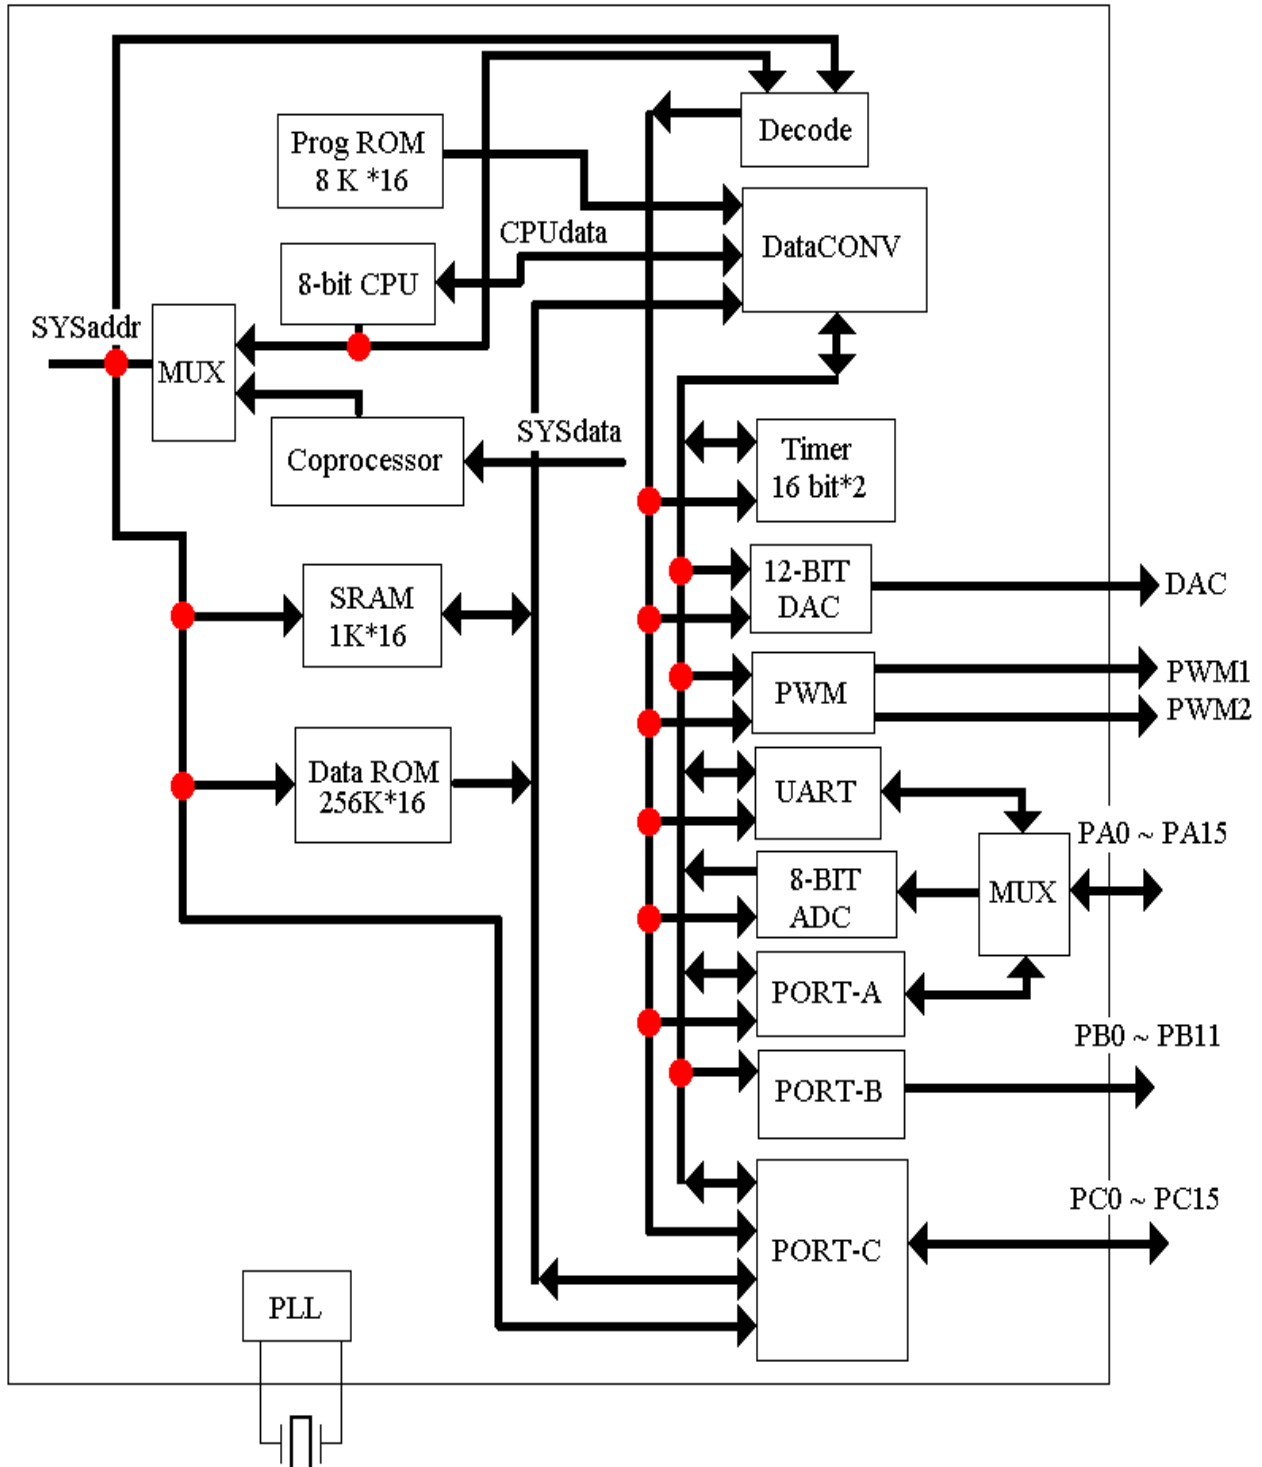 Decode
Prog ROM
8 K *16
CPUdata
DataCONV
8-bit CPU
SYSaddr
MUX
SYSdata
Coprocessor
Timer
16 bit*2
SRAM
1K*16
12-BIT
DAC
DAC
PWM
PWM1
PWM2
Data ROM
256K*16
UART
PA0 ~ PA15
8-BIT
ADC
MUX
PORT-A
PB0 ~ PB11
PORT-B
PC0 ~ PC15
PORT-C
PLL